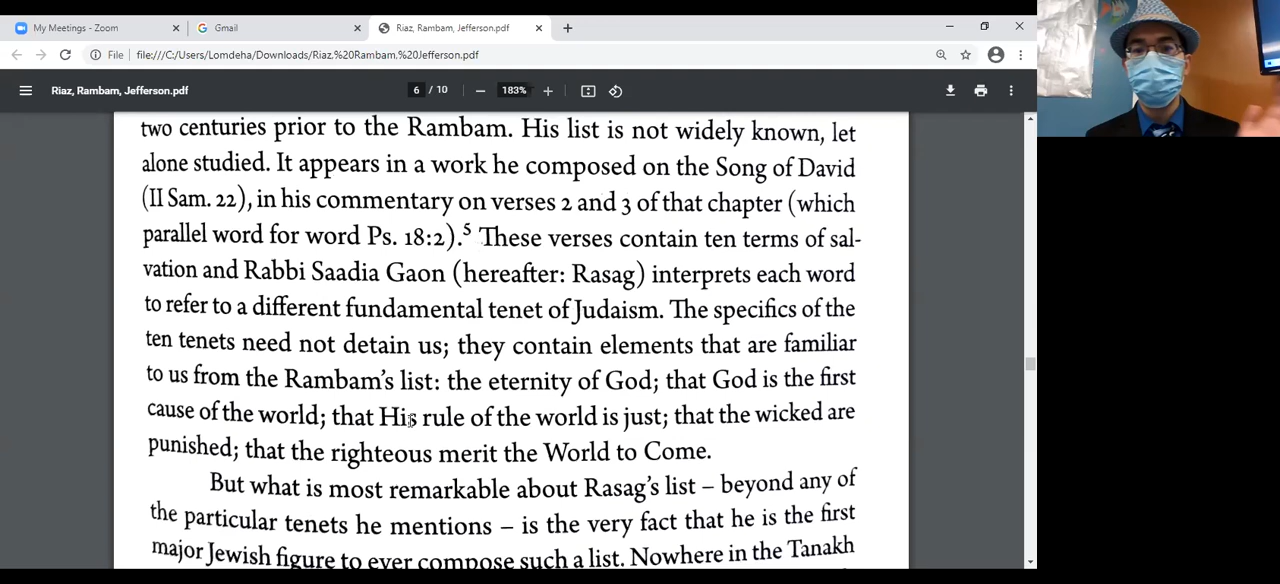 My Meetings - Zoom
Gmail
Riaz, Rambam, Jefferson.pdf
File
file:///C:/Users/Lomdeha/Downloads/Riaz,%20Rambam,%20Jefferson.pdf
Riaz, Rambam, Jefferson.pdf
6 / 10
183%
two centuries prior to the Rambam. His list is not widely known, let
alone studied. It appears in a work he composed on the Song of David
(II Sam. 22), in his commentary on verses 2 and 3 of that chapter (which
parallel word for word Ps. 18:2).⁵ These verses contain ten terms of sal-
vation and Rabbi Saadia Gaon (hereafter: Rasag) interprets each word
to refer to a different fundamental tenet of Judaism. The specifics of the
ten tenets need not detain us; they contain elements that are familiar
to us from the Rambam's list: the eternity of God; that God is the first
cause of the world; that His rule of the world is just; that the wicked are
punished; that the righteous merit the World to Come.
But what is most remarkable about Rasag's list – beyond any of
the particular tenets he mentions – is the very fact that he is the first
major Jewish figure to ever compose such a list. Nowhere in the Tanakh